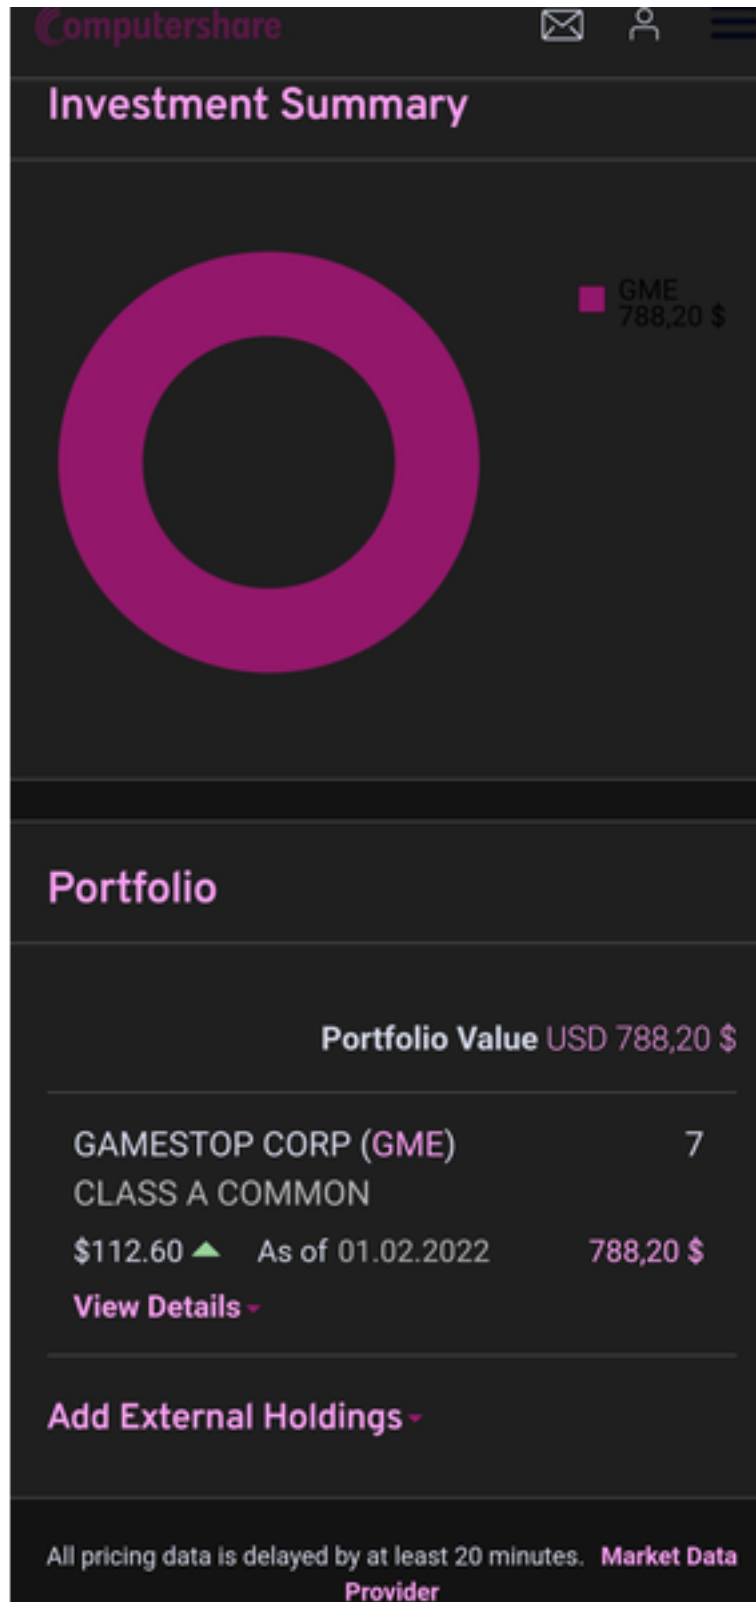 Computershare
Investment Summary
GME
788,20 $
Portfolio
Portfolio Value USD 788,20 $
GAMESTOP CORP (GME) 7
CLASS A COMMON
$112.60 As of 01.02.2022 788,20 $
View Details
Add External Holdings
All pricing data is delayed by at least 20 minutes. Market Data
Provider